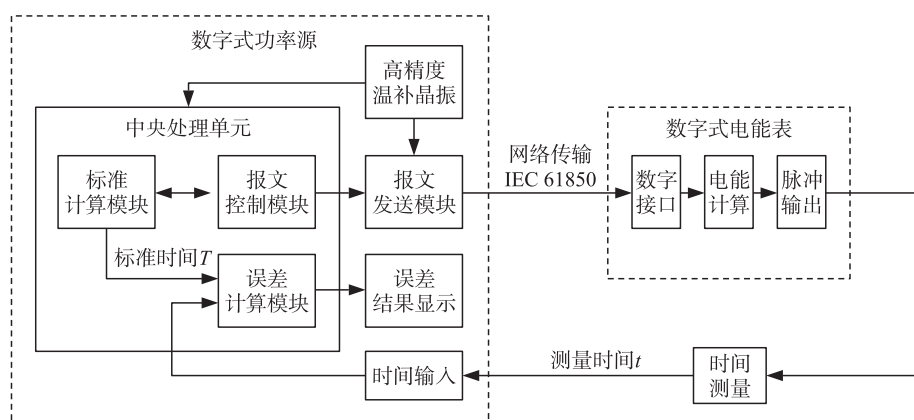 数字式功率源
高精度
温补晶振
中央处理单元
标准
计算模块
报文
控制模块
报文
发送模块
网络传输
IEC 61850
数字式电能表
数字
接口
电能
计算
脉冲
输出
标准时间T
误差
计算模块
误差
结果显示
时间输入
测量时间t
时间
测量